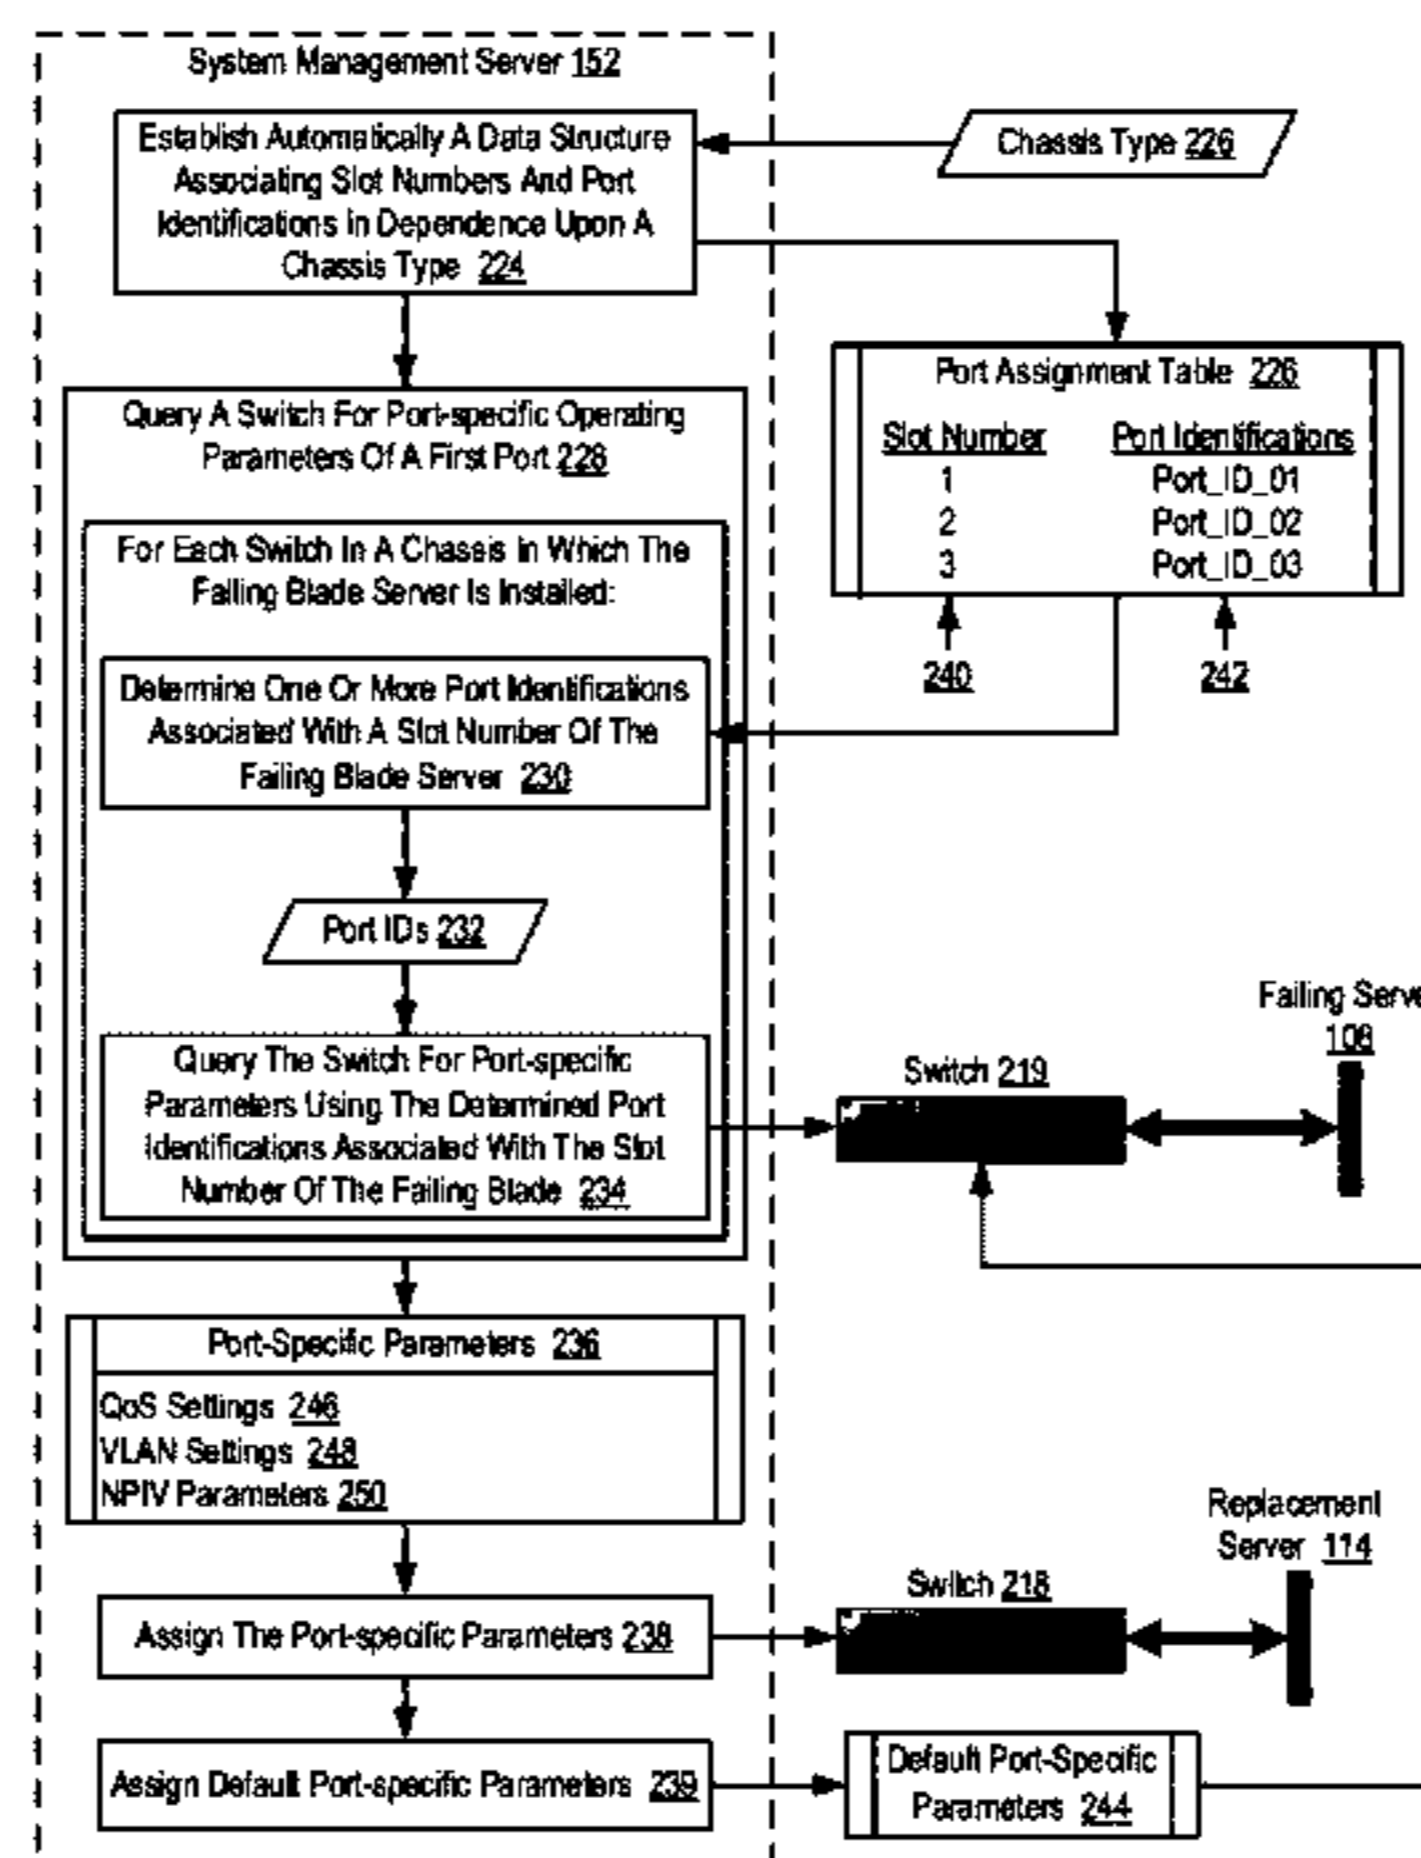 System Management Server 152
Establish Automatically A Data Structure
Associating Slot Numbers And Port
Identifications In Dependence Upon A
Chassis Type 224
Chassis Type 226
Port Assignment Table 226
Slot Number Port Identifications
1 Port_ID_01
2 Port_ID_02
3 Port_ID_03
240
242
Query A Switch For Port-specific Operating
Parameters Of A First Port 228
For Each Switch In A Chassis In Which The
Failing Blade Server Is Installed:
Determine One Or More Port Identifications
Associated With A Slot Number Of The
Failing Blade Server 230
Port IDs 232
Query The Switch For Port-specific
Parameters Using The Determined Port
Identifications Associated With The Slot
Number Of The Failing Blade 234
Switch 219
Failing Serve
108
Port-Specific Parameters 236
QoS Settings 246
VLAN Settings 248
NPIV Parameters 250
Assign The Port-specific Parameters 238
Switch 218
Replacement
Server 114
Assign Default Port-specific Parameters 239
Default Port-Specific
Parameters 244